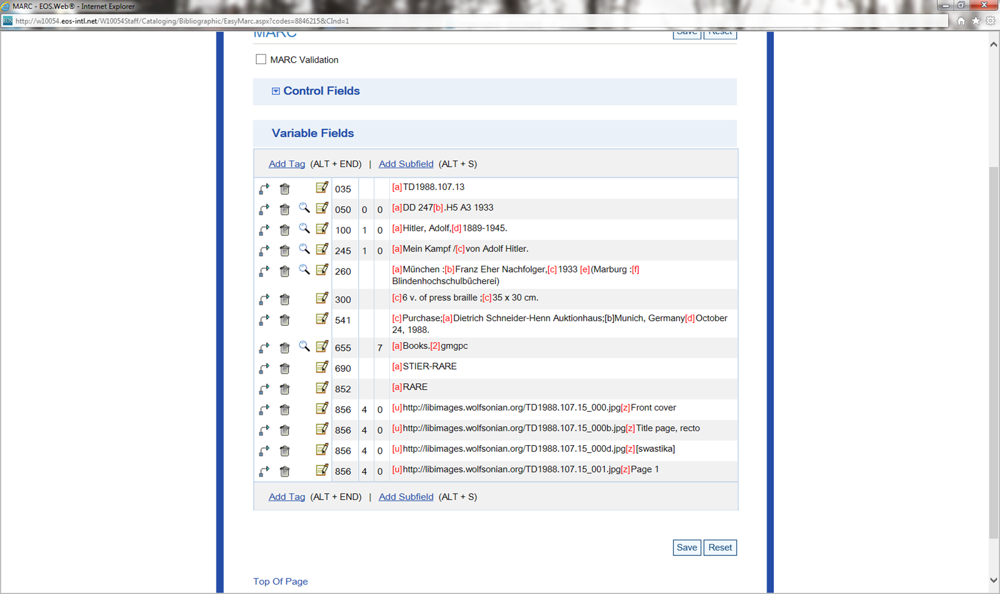 MARC - EOS.Web® - Internet Explorer
EOS http://w10054.eos-intl.net/W10054Staff/Cataloging/Bibliographic/EasyMarc.aspx?codes=8846215&CInd=1
MARC Save Reset
MARC Validation
Control Fields
Variable Fields
Add Tag (ALT + END) | Add Subfield (ALT + S)
035 [a]TD1988.107.13
050 0 0 [a]DD 247[b].H5 A3 1933
100 1 0 [a]Hitler, Adolf,[d]1889-1945.
245 1 0 [a]Mein Kampf /[c]von Adolf Hitler.
260 [a]München :[b]Franz Eher Nachfolger,[c]1933 [e](Marburg :[f]
Blindenhochschulbücherei)
300 [c]6 v. of press braille ;[c]35 x 30 cm.
541 [c]Purchase;[a]Dietrich Schneider-Henn Auktionhaus;[b]Munich, Germany[d]October
24, 1988.
655 7 [a]Books.[2]gmgpc
690 [a]STIER-RARE
852 [a]RARE
856 4 0 [u]http://libimages.wolfsonian.org/TD1988.107.15_000.jpg[z]Front cover
856 4 0 [u]http://libimages.wolfsonian.org/TD1988.107.15_000b.jpg[z]Title page, recto
856 4 0 [u]http://libimages.wolfsonian.org/TD1988.107.15_000d.jpg[z][swastika]
856 4 0 [u]http://libimages.wolfsonian.org/TD1988.107.15_001.jpg[z]Page 1
Add Tag (ALT + END) | Add Subfield (ALT + S)
Save Reset
Top Of Page